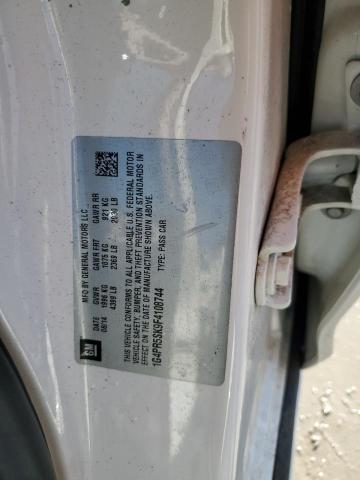 GM
MFD BY GENERAL MOTORS LLC
DATE GVWR GAWR FRT GAWR RR
08/14 1996 KG 1075 KG 921 KG
4399 LB 2369 LB 2030 LB
THIS VEHICLE CONFORMS TO ALL APPLICABLE U.S. FEDERAL MOTOR
VEHICLE SAFETY, BUMPER, AND THEFT PREVENTION STANDARDS IN
EFFECT ON THE DATE OF MANUFACTURE SHOWN ABOVE.
1G4PR5SK9F4108744 TYPE: PASS CAR